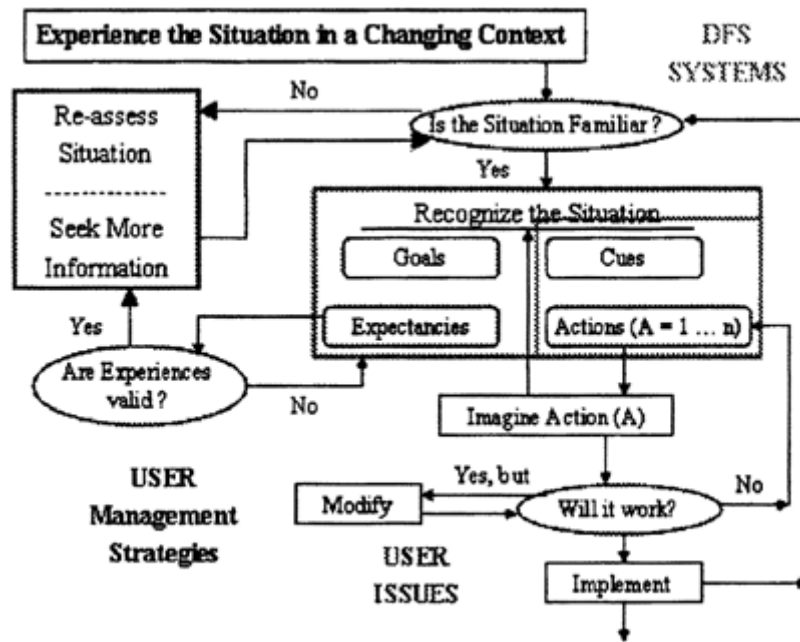 Experience the Situation in a Changing Context
DFS
SYSTEMS
No
Re-assess
Situation
Is the Situation Familiar ?
Yes
Seek More
Information
Recognize the Situation
Goals
Cues
Yes
Expectancies
Actions (A = 1 ... n)
Are Experiences
valid ?
No
Imagine Action (A)
USER
Management
Strategies
Yes, but
No
Modify
Will it work?
USER
ISSUES
Implement